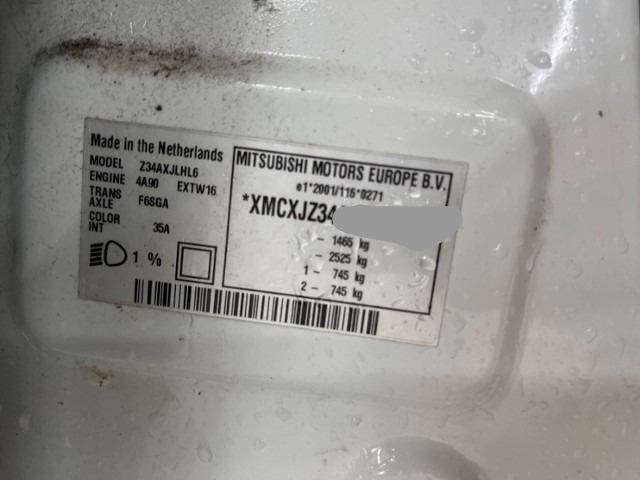 Made in the Netherlands
MODEL Z34AXJLHL6
ENGINE 4A90 EXTW16
TRANS
AXLE F6SGA
COLOR
INT 35A
1 %
MITSUBISHI MOTORS EUROPE B.V.
e1*2001/116*0271
*XMCXJZ34
– 1465 kg
– 2525 kg
1 – 745 kg
2 – 745 kg